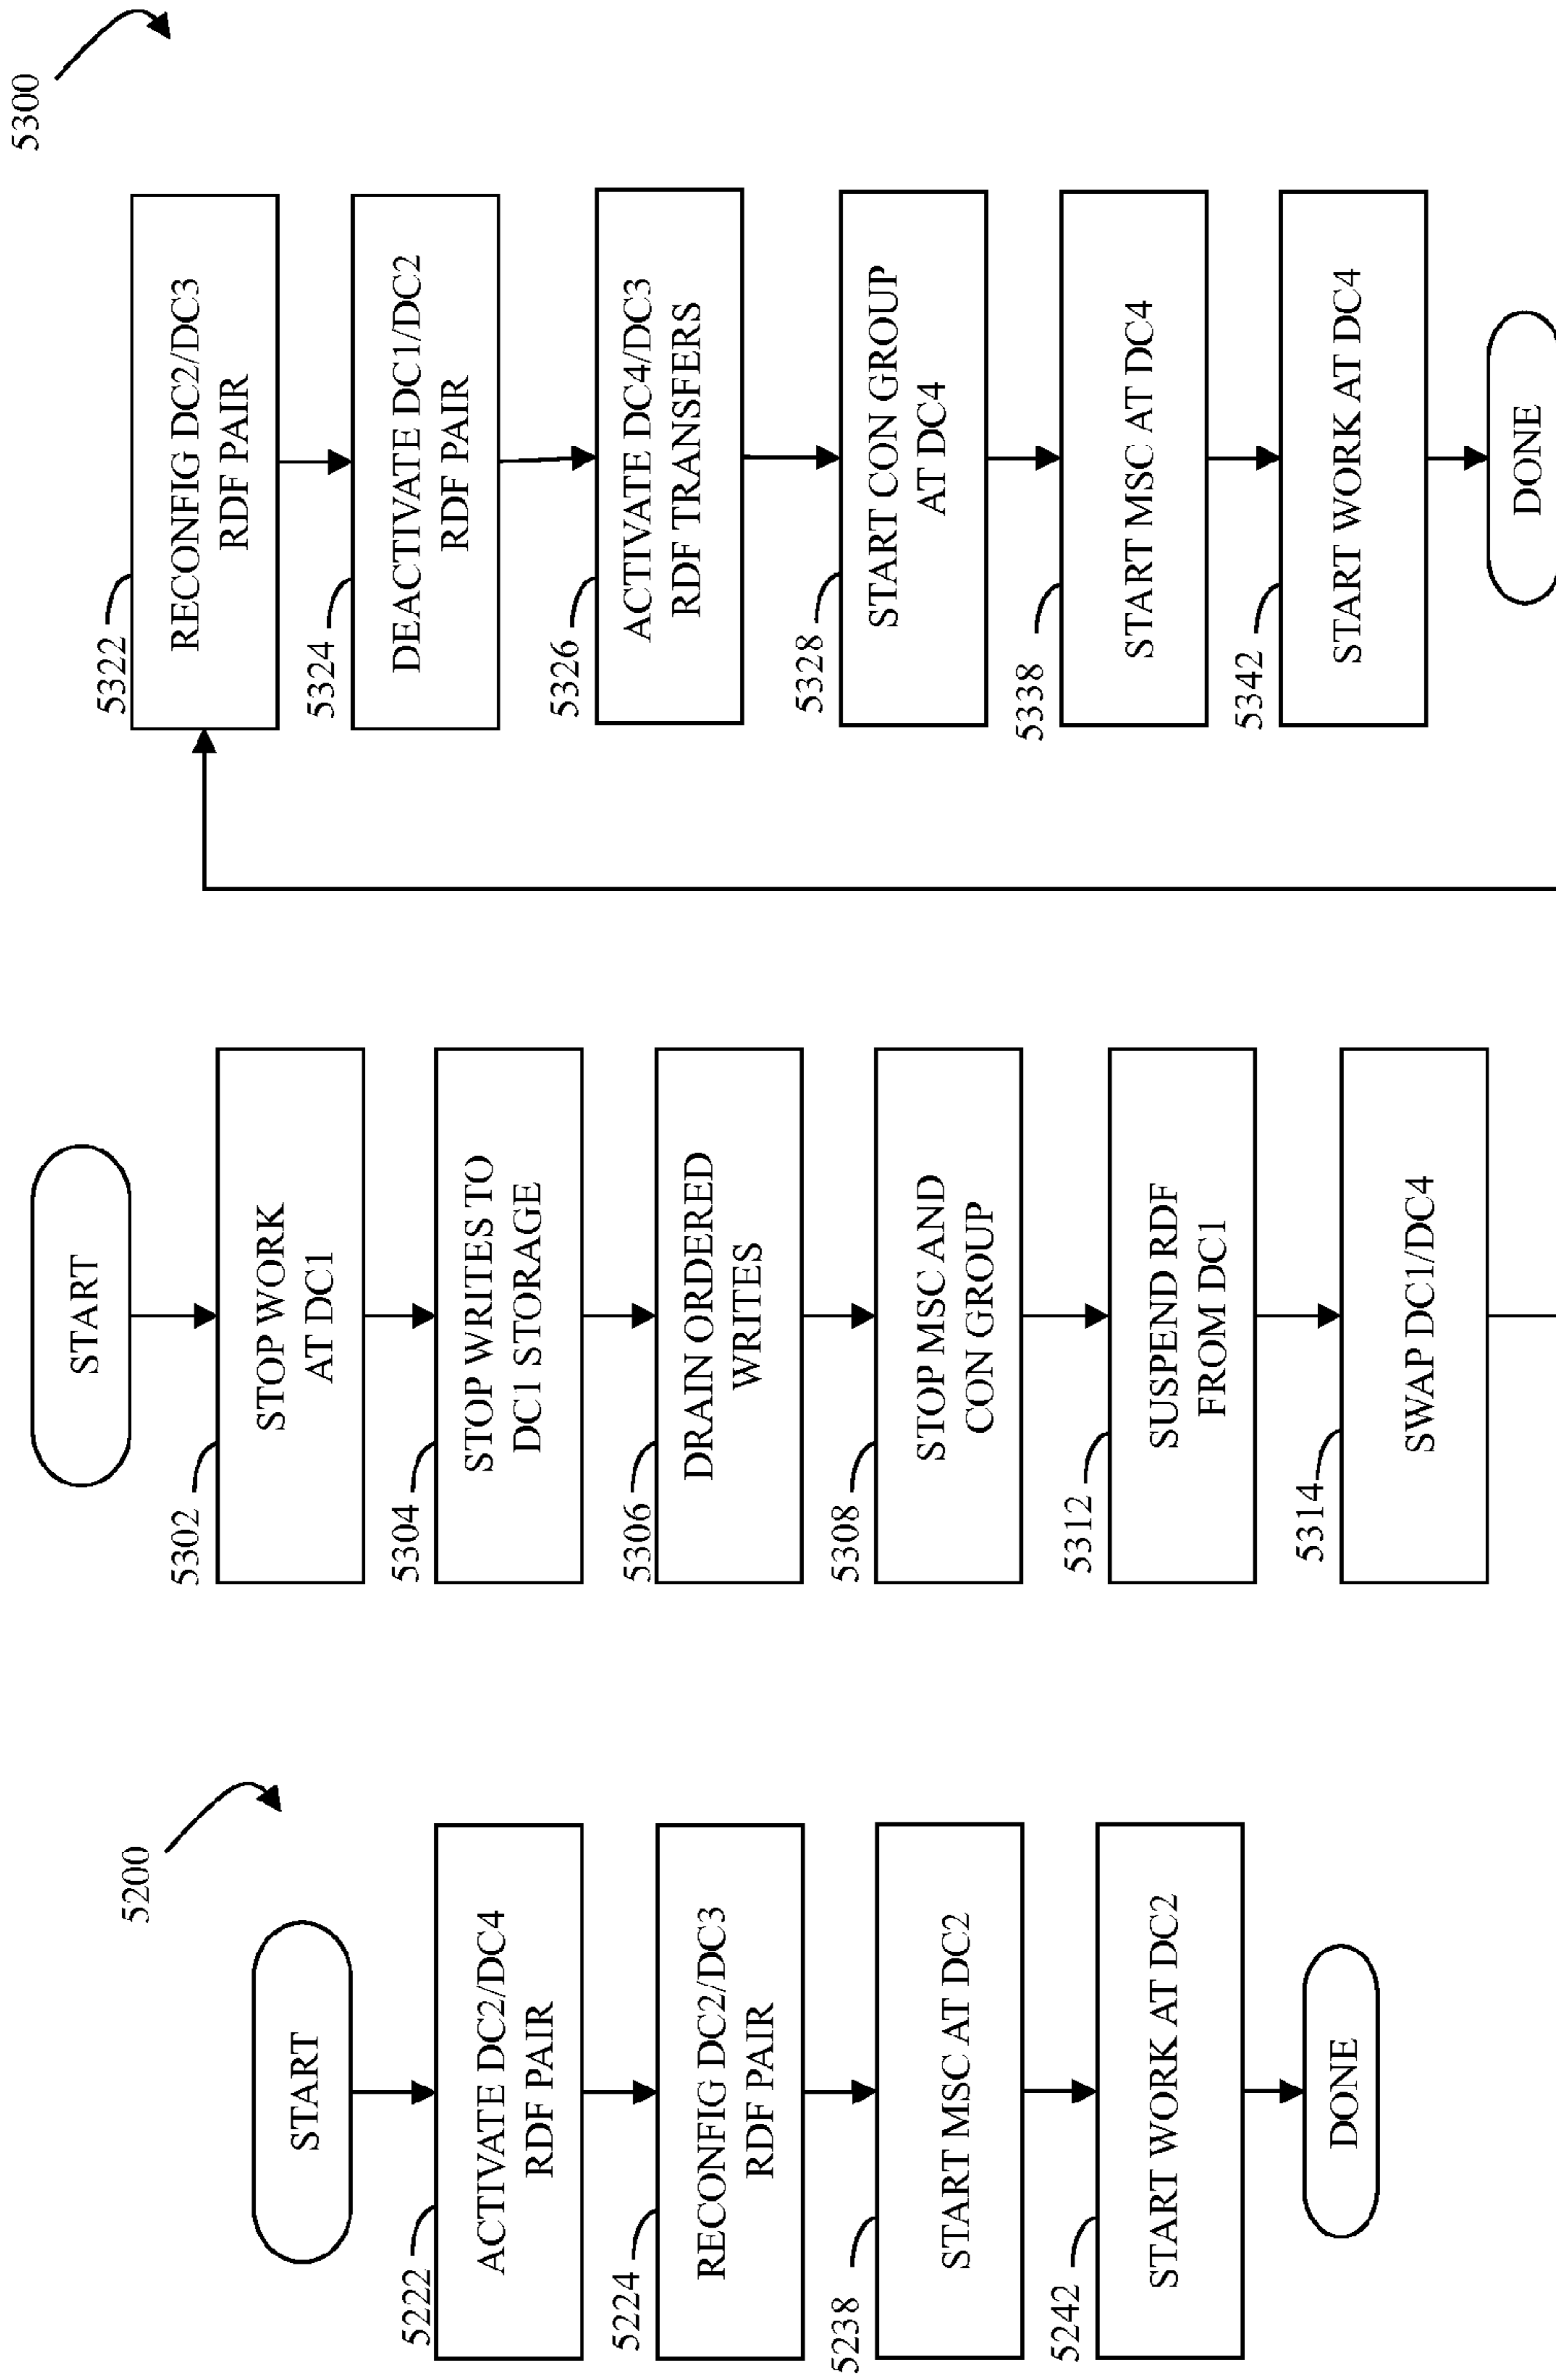 5200
START
5222
ACTIVATE DC2/DC4
RDF PAIR
5224
RECONFIG DC2/DC3
RDF PAIR
5238
START MSC AT DC2
5242
START WORK AT DC2
DONE
5300
START
5302
STOP WORK
AT DC1
5304
STOP WRITES TO
DC1 STORAGE
5306
DRAIN ORDERED
WRITES
5308
STOP MSC AND
CON GROUP
5312
SUSPEND RDF
FROM DC1
5314
SWAP DC1/DC4
5322
RECONFIG DC2/DC3
RDF PAIR
5324
DEACTIVATE DC1/DC2
RDF PAIR
5326
ACTIVATE DC4/DC3
RDF TRANSFERS
5328
START CON GROUP
AT DC4
5338
START MSC AT DC4
5342
START WORK AT DC4
DONE